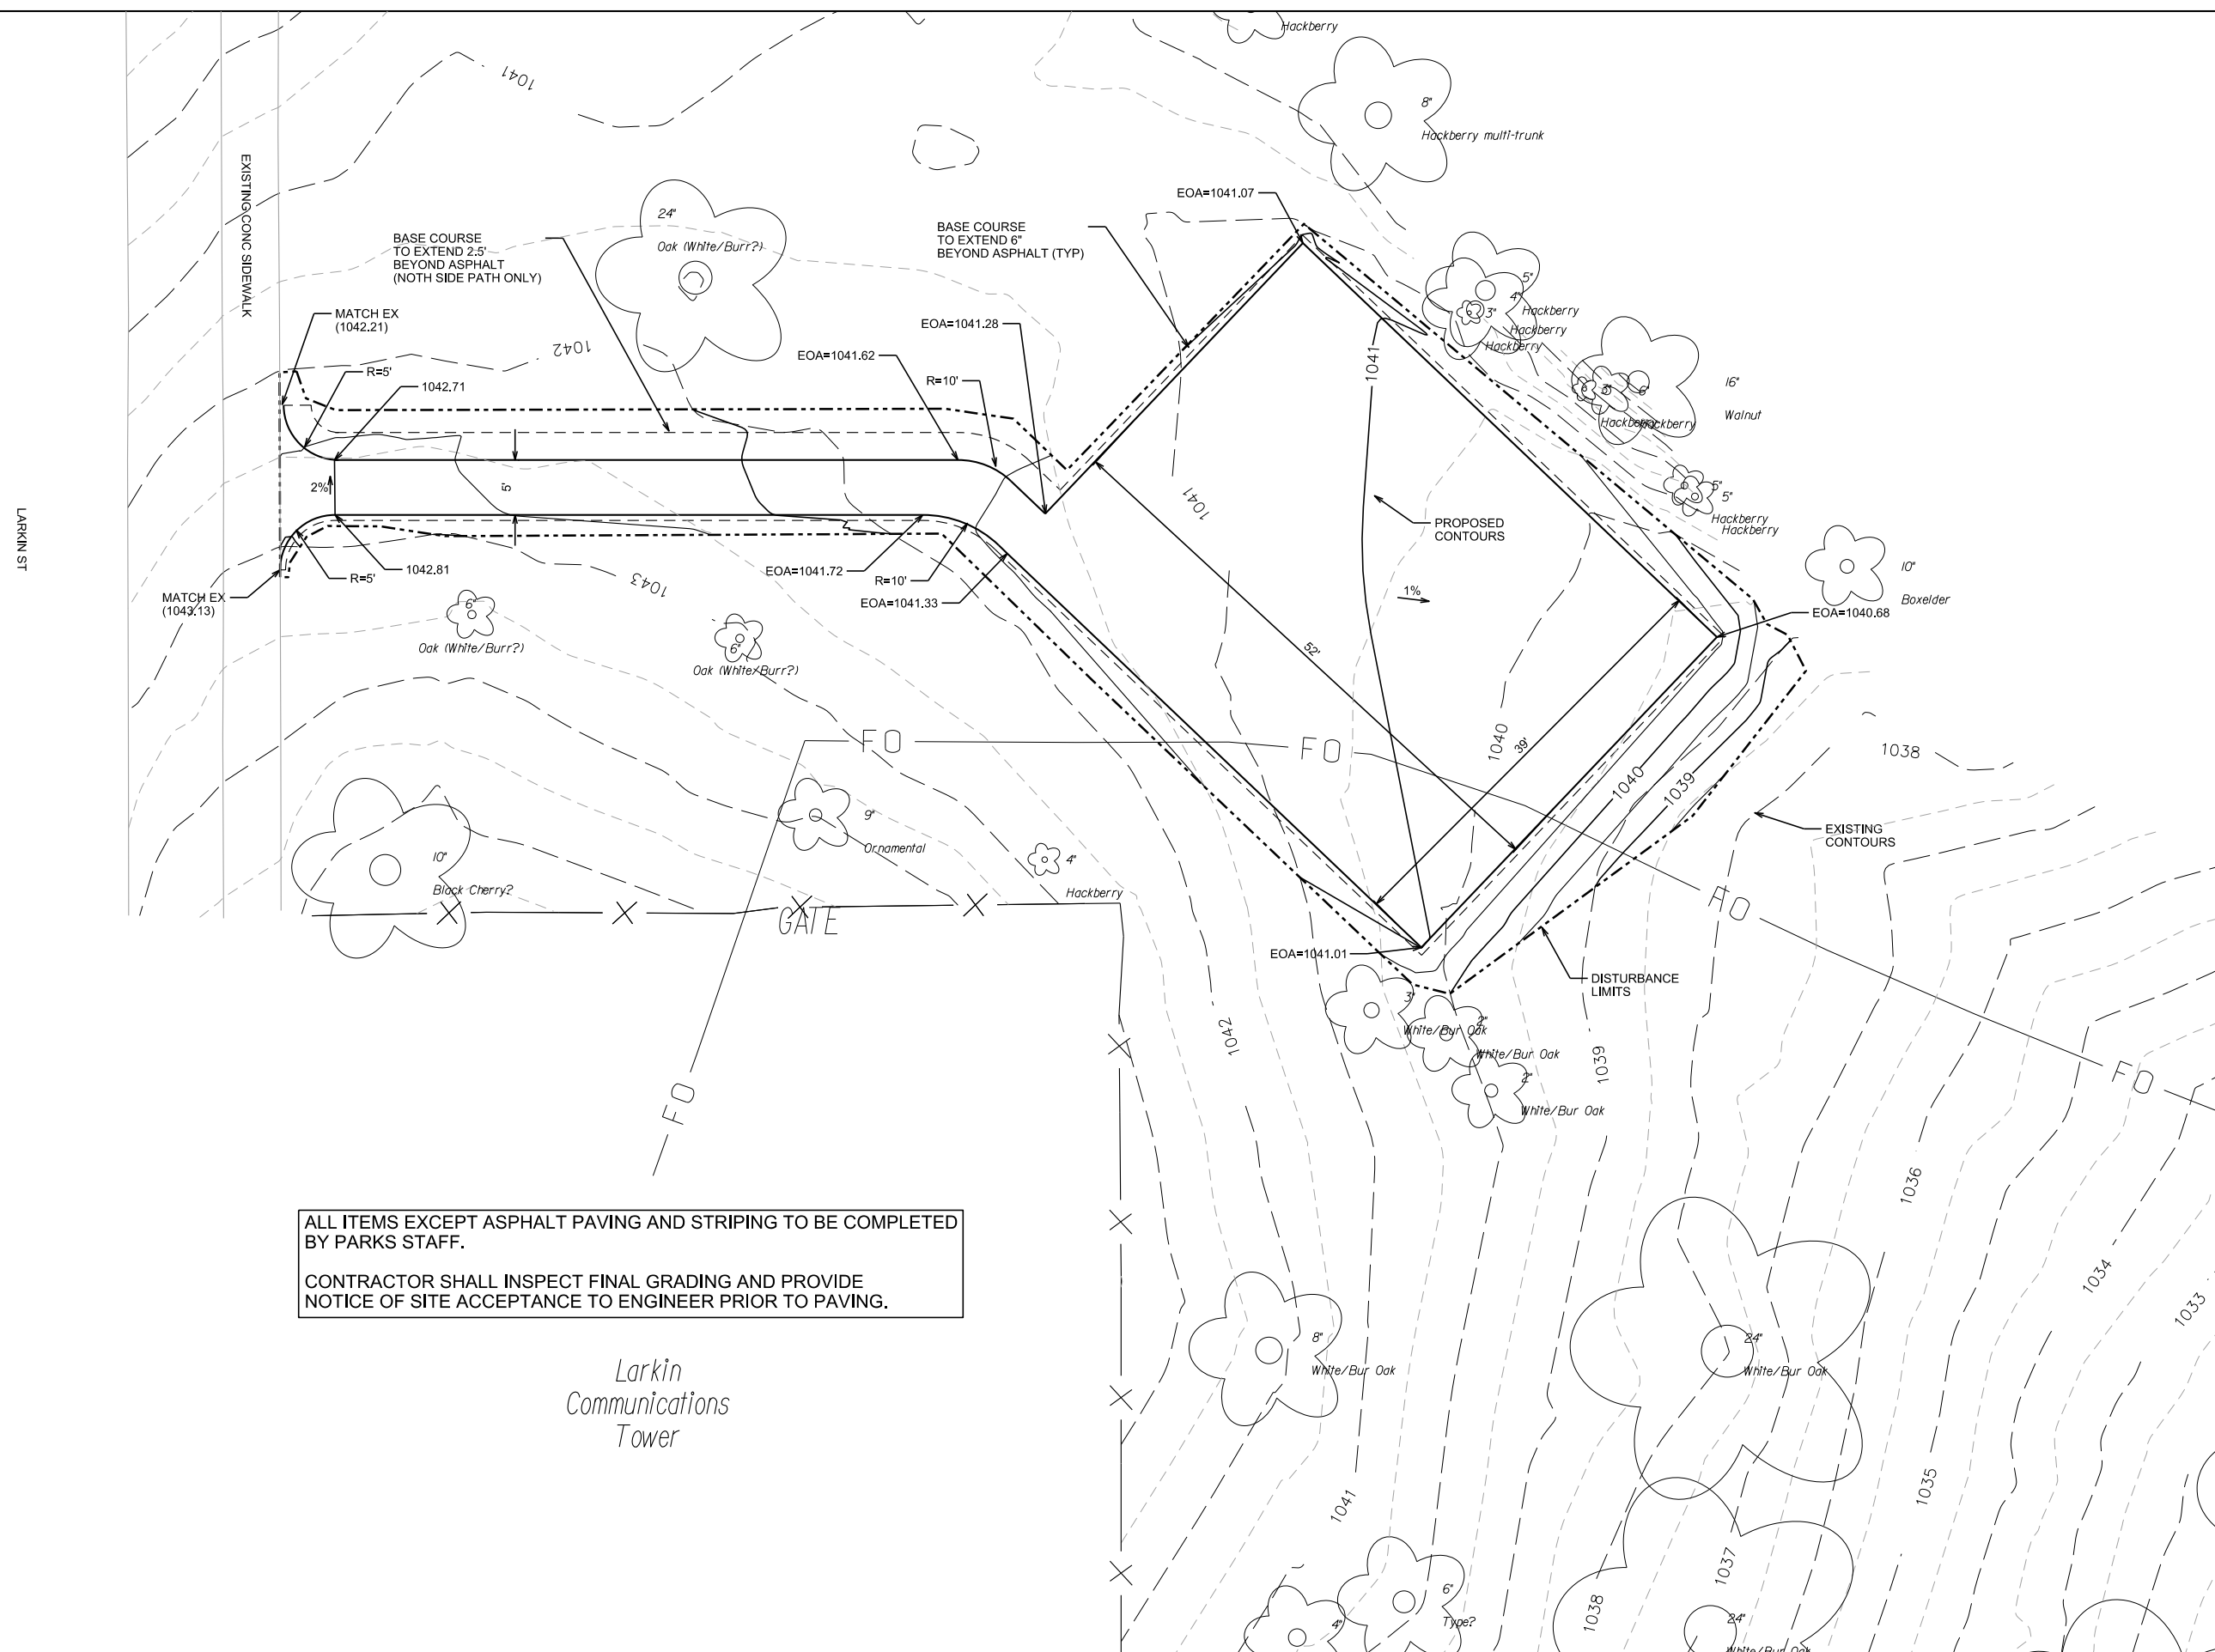 Hackberry
1041
8"
Hackberry multi-trunk
EXISTING CONC SIDEWALK
24"
Oak (White/Burr?)
BASE COURSE
TO EXTEND 2.5'
BEYOND ASPHALT
(NOTH SIDE PATH ONLY)
BASE COURSE
TO EXTEND 6"
BEYOND ASPHALT (TYP)
EOA=1041.07
MATCH EX
(1042.21)
EOA=1041.28
EOA=1041.62
1042
R=5'
R=10'
1042.71
5"
4"
3"
Hackberry
Hackberry
Hackberry
1041
16"
Walnut
3"
6"
Hackberry
Hackberry
2%
5'
1041
PROPOSED
CONTOURS
5"
5"
Hackberry
Hackberry
LARKIN ST
R=5'
1042.81
MATCH EX
(1043.13)
1043
EOA=1041.72
R=10'
EOA=1041.33
1%
10"
Boxelder
EOA=1040.68
6"
Oak (White/Burr?)
6"
Oak (White/Burr?)
52'
39'
1040
1040
1039
FO
FO
1038
EXISTING
CONTOURS
9"
Ornamental
4"
Hackberry
10"
Black Cherry?
GATE
FO
EOA=1041.01
DISTURBANCE
LIMITS
3"
White/Bur Oak
2"
White/Bur Oak
2"
White/Bur Oak
1042
1039
FO
FO
1036
1034
1033
ALL ITEMS EXCEPT ASPHALT PAVING AND STRIPING TO BE COMPLETED
BY PARKS STAFF.
CONTRACTOR SHALL INSPECT FINAL GRADING AND PROVIDE
NOTICE OF SITE ACCEPTANCE TO ENGINEER PRIOR TO PAVING.
Larkin
Communications
Tower
8"
White/Bur Oak
24"
White/Bur Oak
1041
1035
1037
1038
6"
Type?
4"
24"
White/Bur Oak